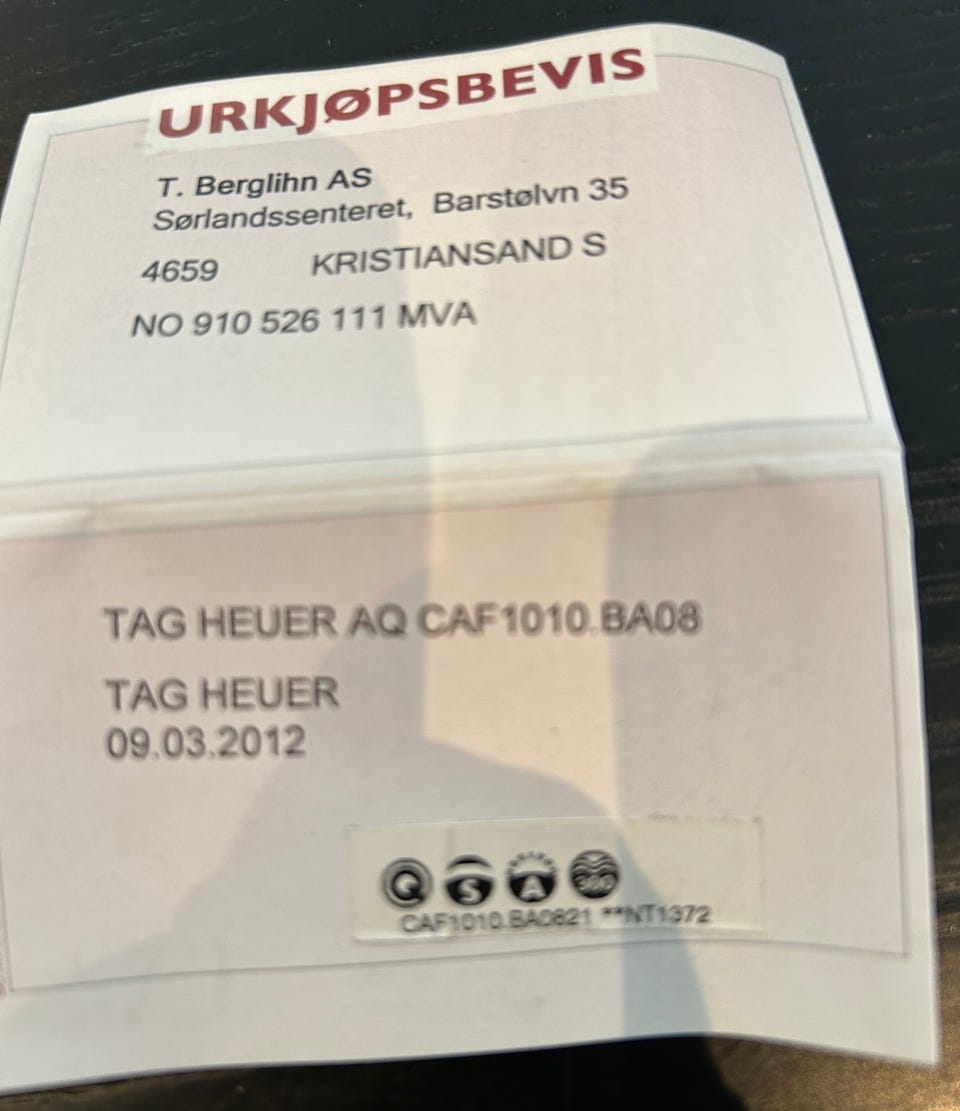 URKJØPSBEVIS
T. Berglihn AS
Sørlandssenteret, Barstølvn 35
4659 KRISTIANSAND S
NO 910 526 111 MVA
TAG HEUER AQ CAF1010.BA08
TAG HEUER
09.03.2012
Q S A 300
CAF1010.BA0821 **NT1372